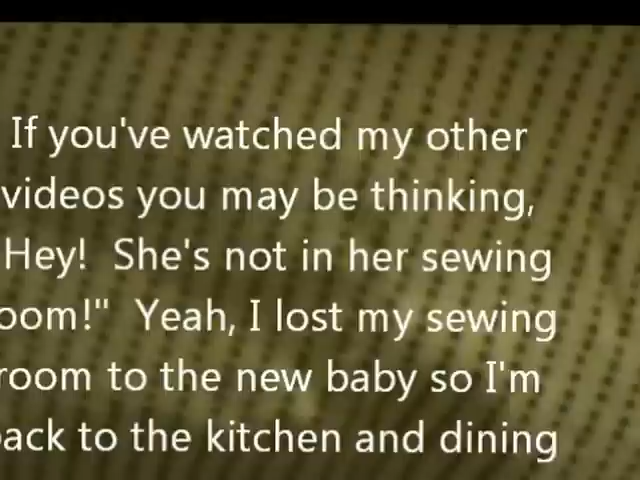 If you've watched my other
videos you may be thinking,
Hey! She's not in her sewing
oom!" Yeah, I lost my sewing
room to the new baby so I'm
back to the kitchen and dining